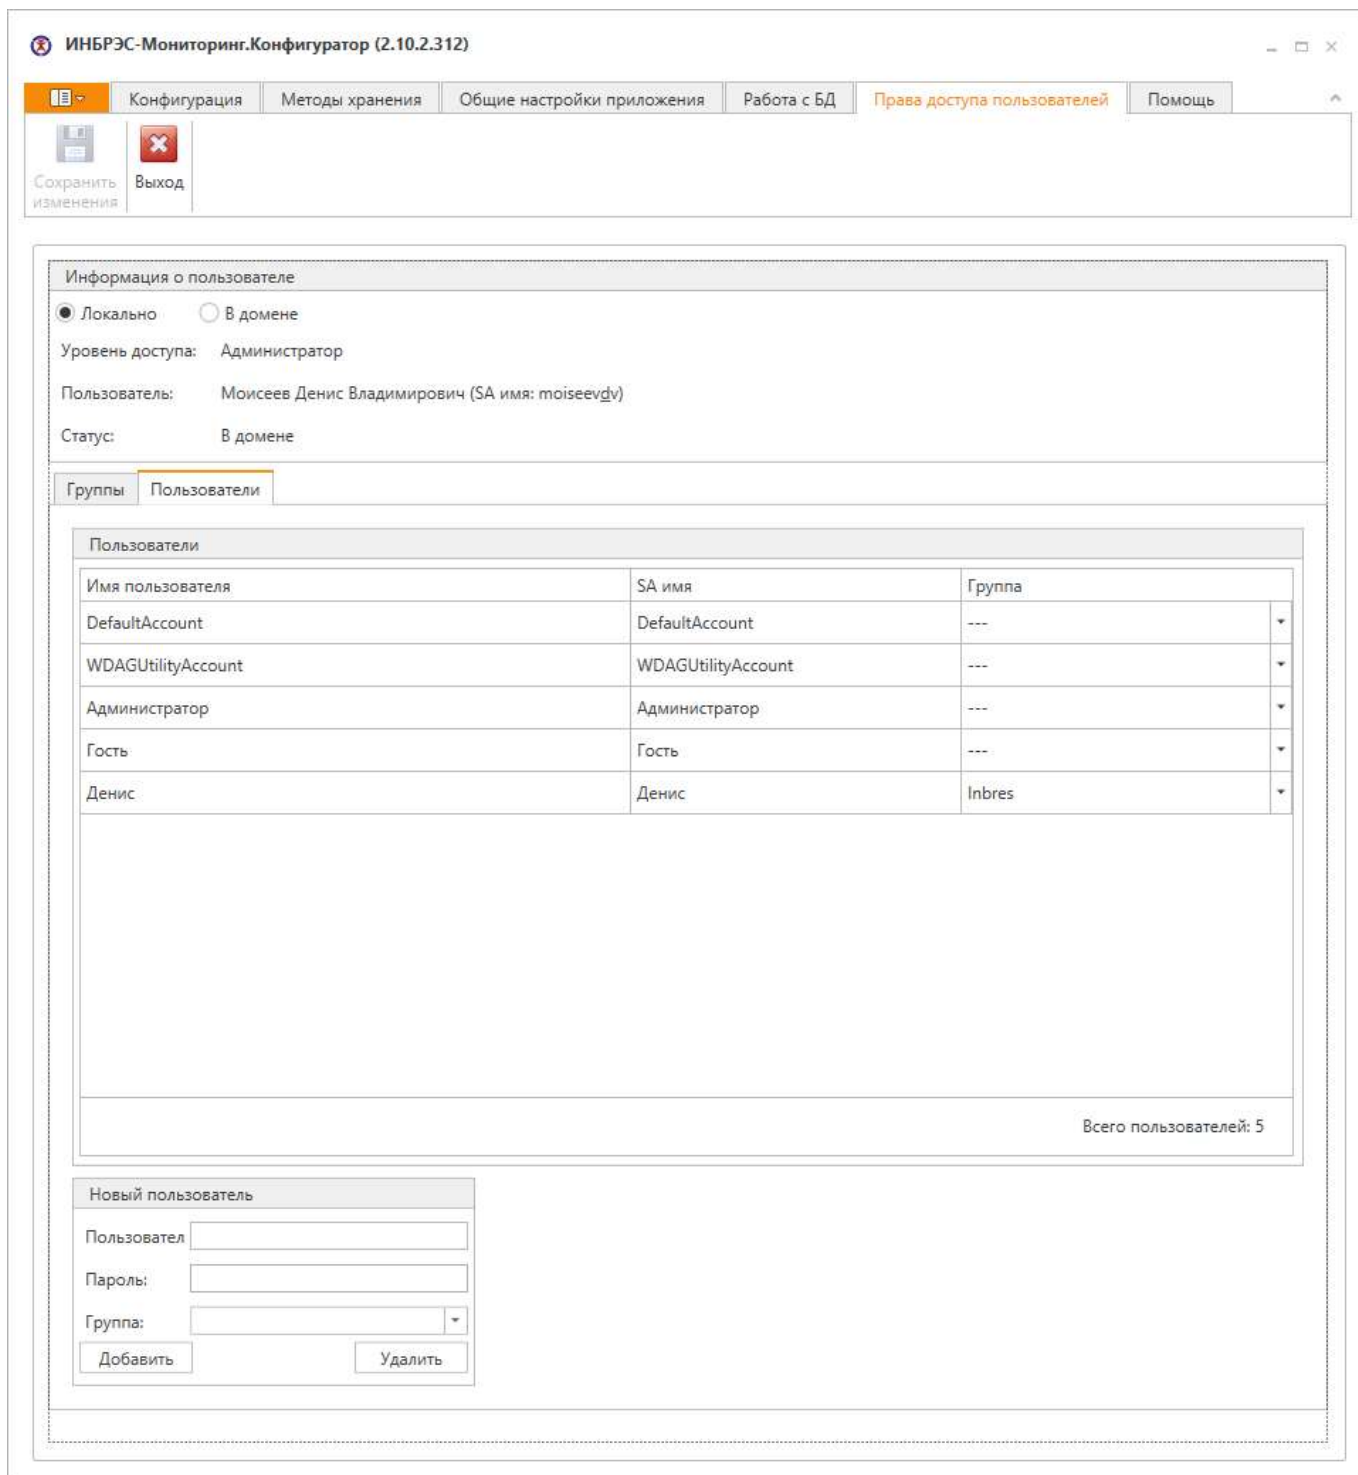 ИНБРЭС-Мониторинг.Конфигуратор (2.10.2.312)
Конфигурация Методы хранения Общие настройки приложения Работа с БД Права доступа пользователей Помощь
Сохранить изменения
Выход
Информация о пользователе
Локально В домене
Уровень доступа: Администратор
Пользователь: Моисеев Денис Владимирович (SA имя: moiseevdv)
Статус: В домене
Группы Пользователи
Пользователи
Имя пользователя SA имя Группа
DefaultAccount DefaultAccount ---
WDAGUtilityAccount WDAGUtilityAccount ---
Администратор Администратор ---
Гость Гость ---
Денис Денис Inbres
Всего пользователей: 5
Новый пользователь
Пользовател
Пароль:
Группа:
Добавить Удалить